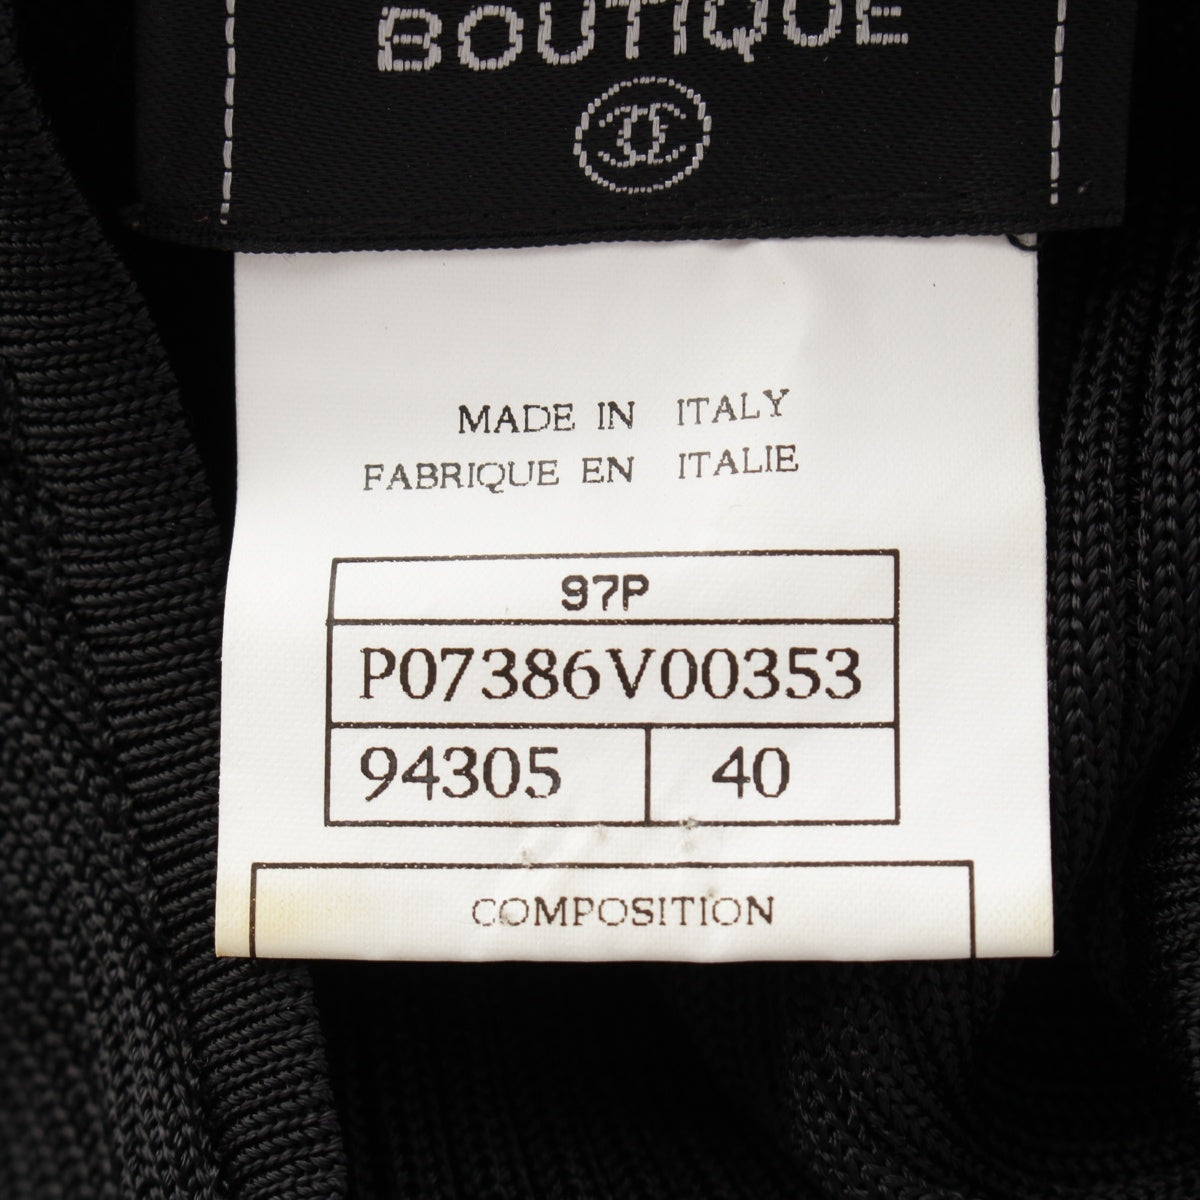 BOUTIQUE
MADE IN ITALY
FABRIQUE EN ITALIE
97P
P07386V00353
94305 40
COMPOSITION